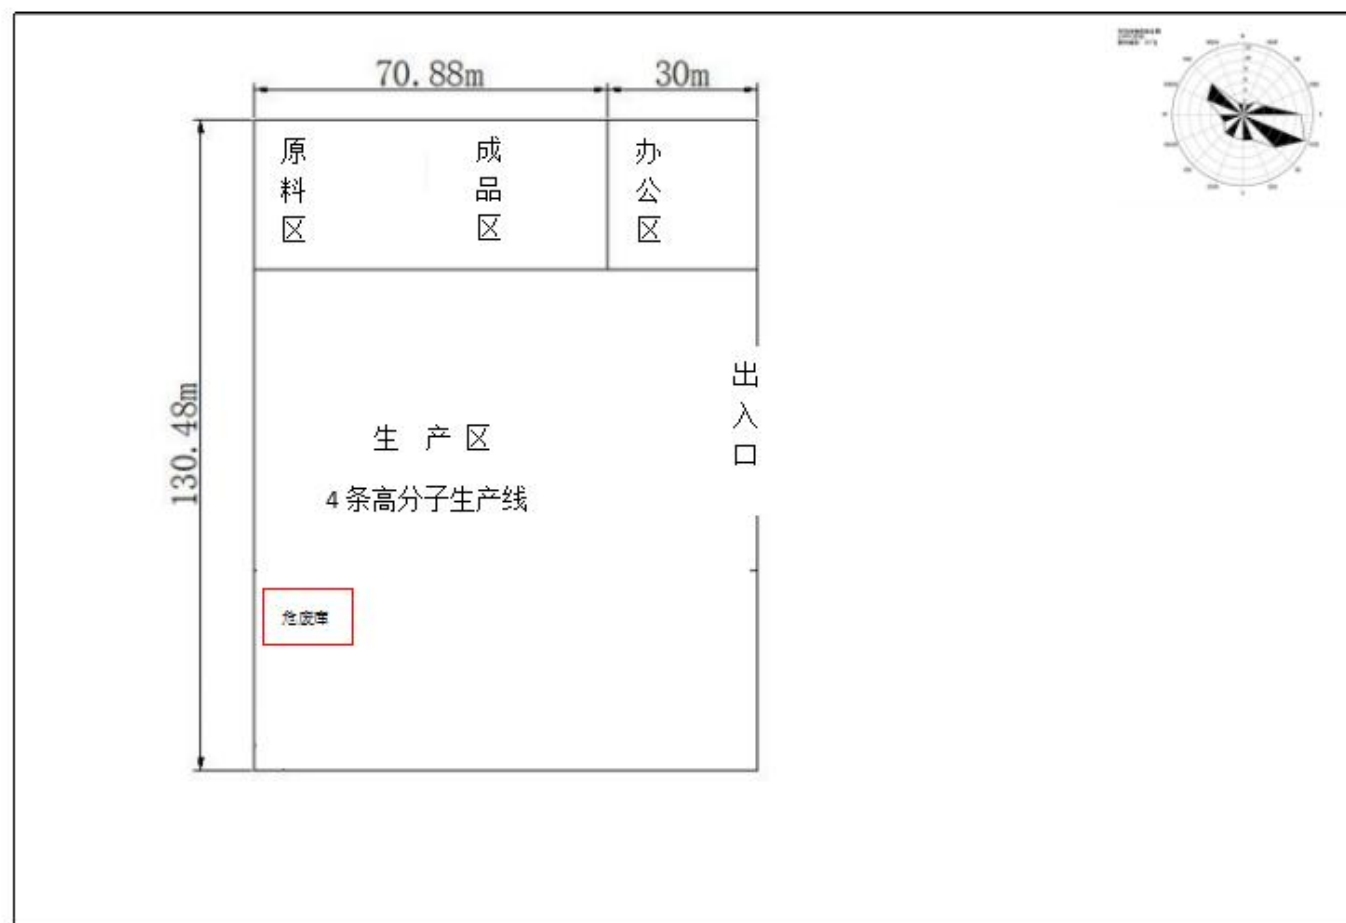 70.88m
30m
原料区
成品区
办公区
130.48m
出入口
生 产 区
4 条高分子生产线
危废库